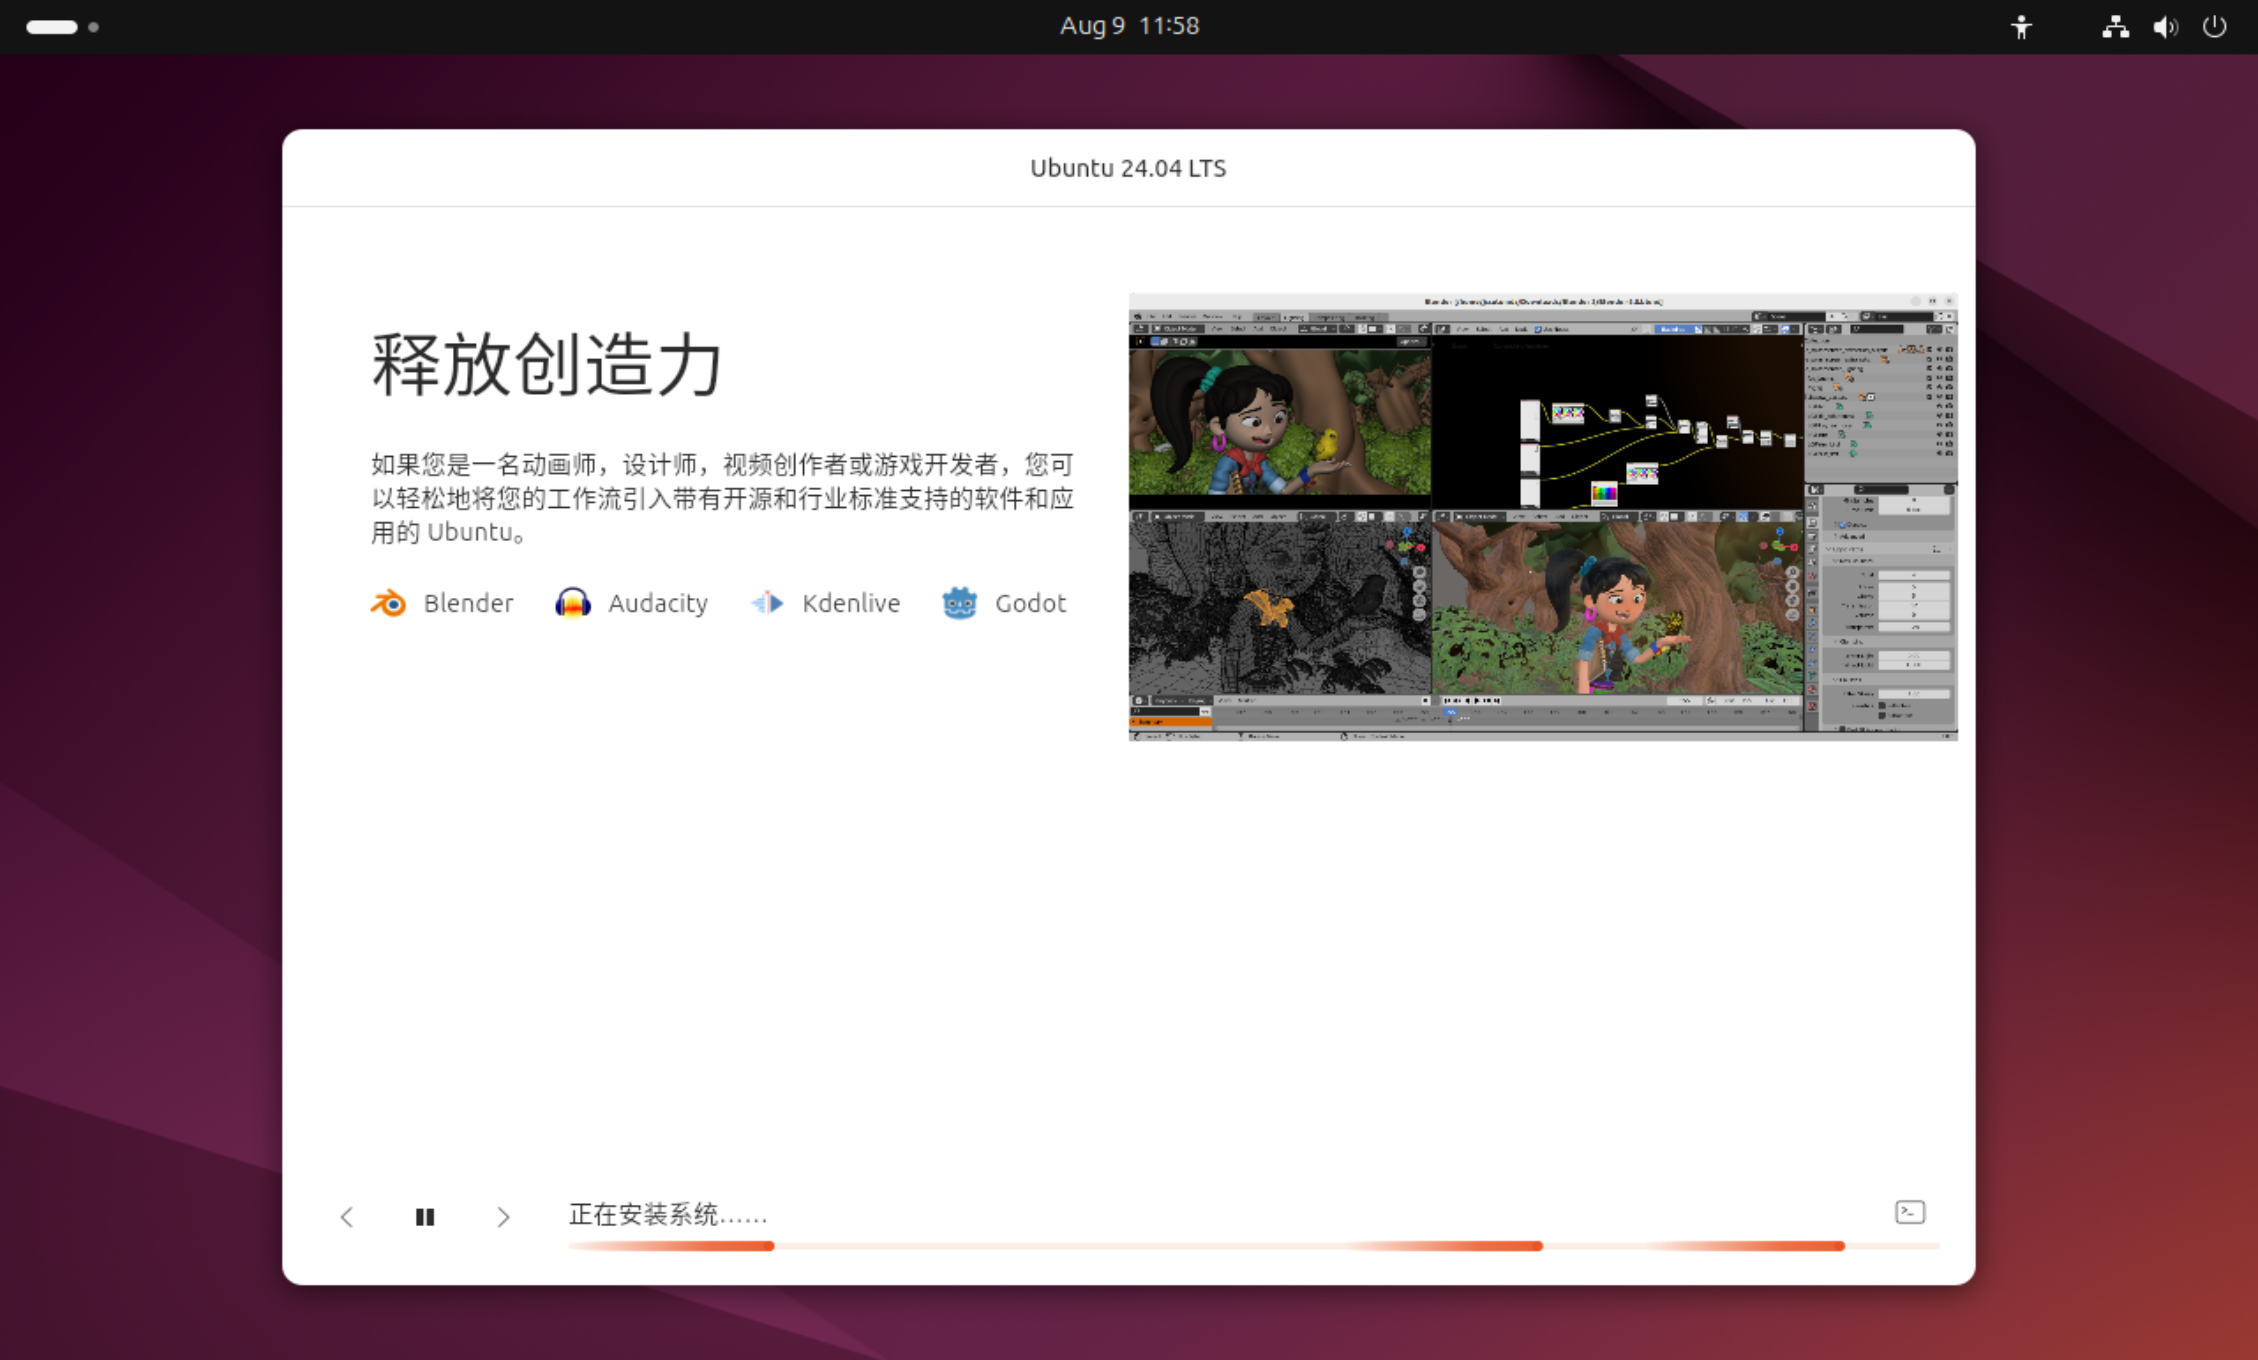 Aug 9 11:58
Ubuntu 24.04 LTS
释放创造力
如果您是一名动画师，设计师，视频创作者或游戏开发者，您可
以轻松地将您的工作流引入带有开源和行业标准支持的软件和应
用的 Ubuntu。
Blender Audacity Kdenlive Godot
正在安装系统……